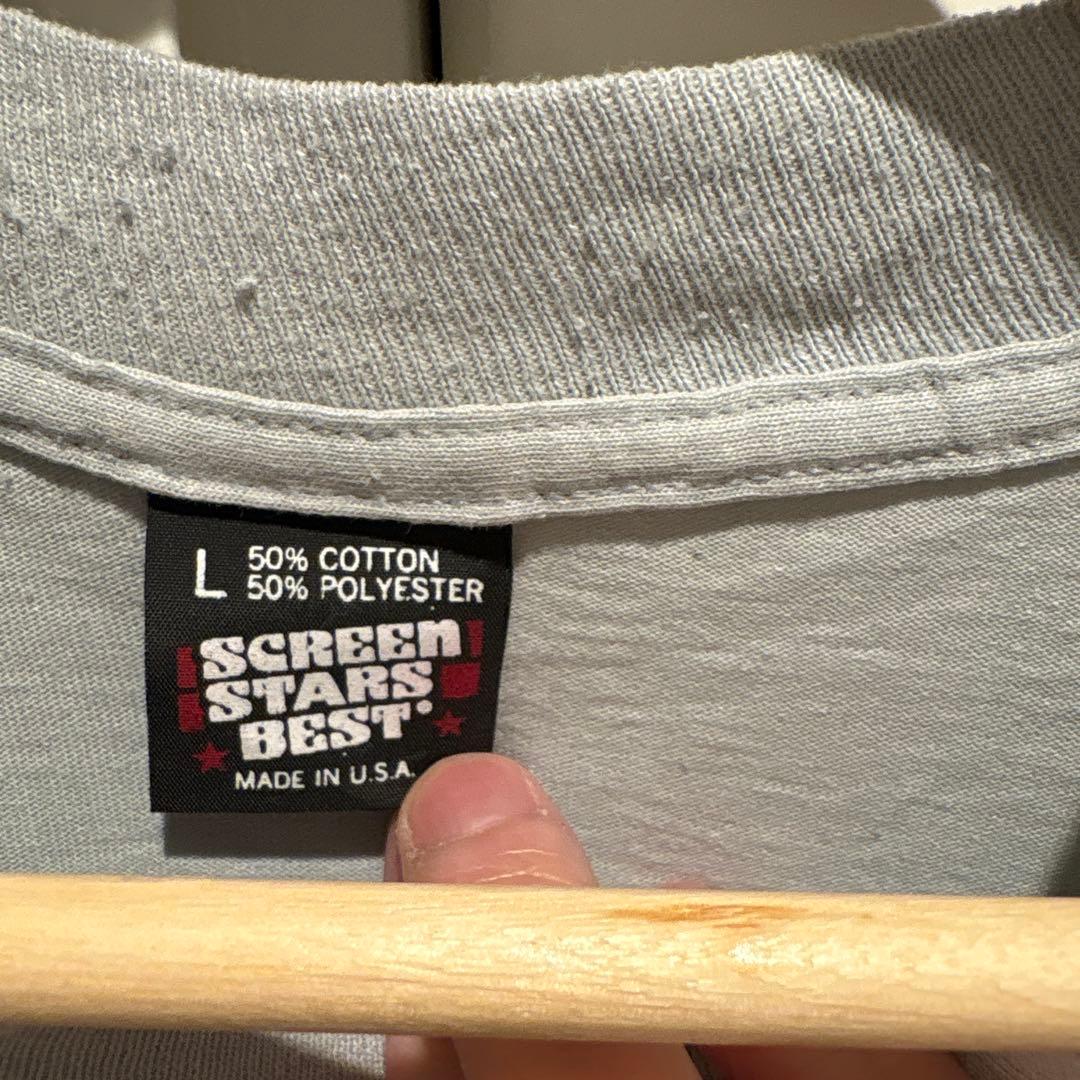 L 50% COTTON
50% POLYESTER
SCREEN
STARS
BEST®
MADE IN U.S.A.